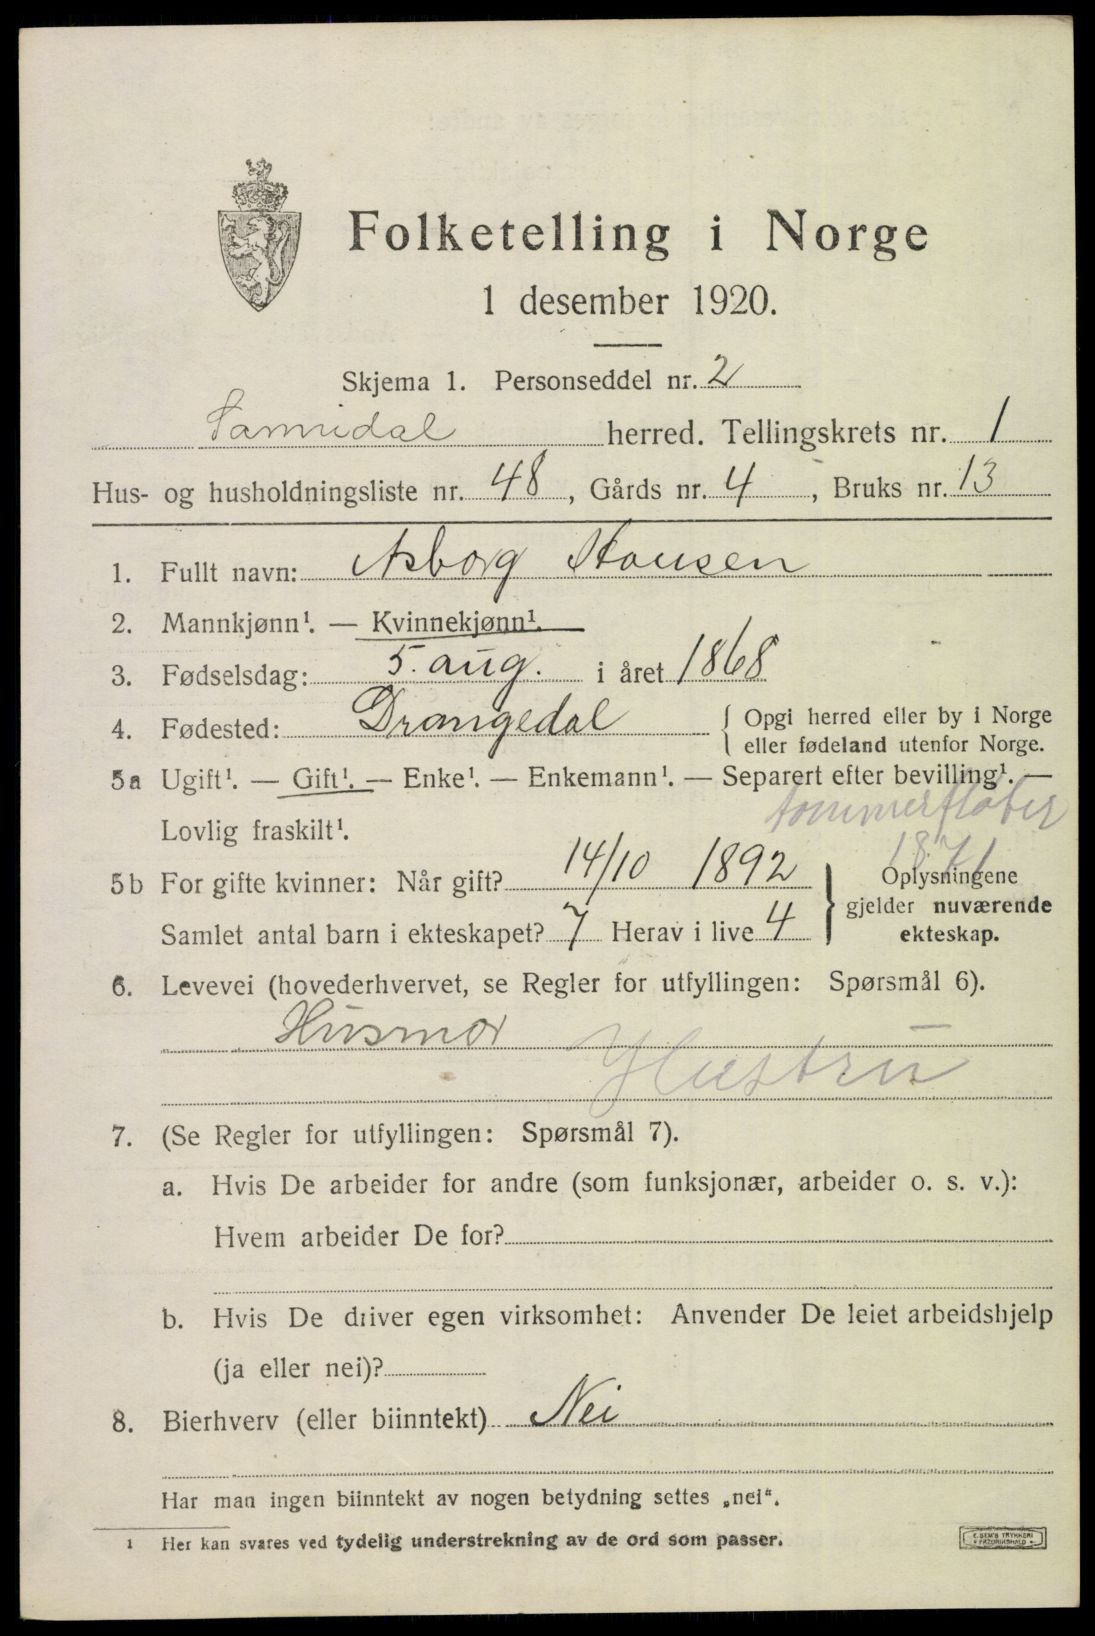 Folketelling i Norge
1 desember 1920.
Skjema 1. Personseddel nr. 2
Sannidal herred. Tellingskrets nr. 1
Hus- og husholdningsliste nr. 48, Gårds nr. 4, Bruks nr. 13
1. Fullt navn: Asborg Hansen
2. Mannkjønn¹. — Kvinnekjønn¹.
3. Fødselsdag: 5. aug. i året 1868
4. Fødested: Drangedal { Opgi herred eller by i Norge
eller fødeland utenfor Norge.
5a Ugift¹. — Gift¹. — Enke¹. — Enkemann¹. — Separert efter bevilling¹. —
tømmerfløter
Lovlig fraskilt¹.
1871
5b For gifte kvinner: Når gift? 14/10 1892 } Oplysningene
gjelder nuværende
Samlet antal barn i ekteskapet? 7 Herav i live 4 ekteskap.
6. Levevei (hovederhvervet, se Regler for utfyllingen: Spørsmål 6).
Husmor
Hustru
7. (Se Regler for utfyllingen: Spørsmål 7).
a. Hvis De arbeider for andre (som funksjonær, arbeider o. s. v.):
Hvem arbeider De for?
b. Hvis De driver egen virksomhet: Anvender De leiet arbeidshjelp
(ja eller nei)?
8. Bierhverv (eller biinntekt) Nei
Har man ingen biinntekt av nogen betydning settes „nei“.
¹ Her kan svares ved tydelig understrekning av de ord som passer.
E. SEM'S TRYKKERI
FREDRIKSHALD